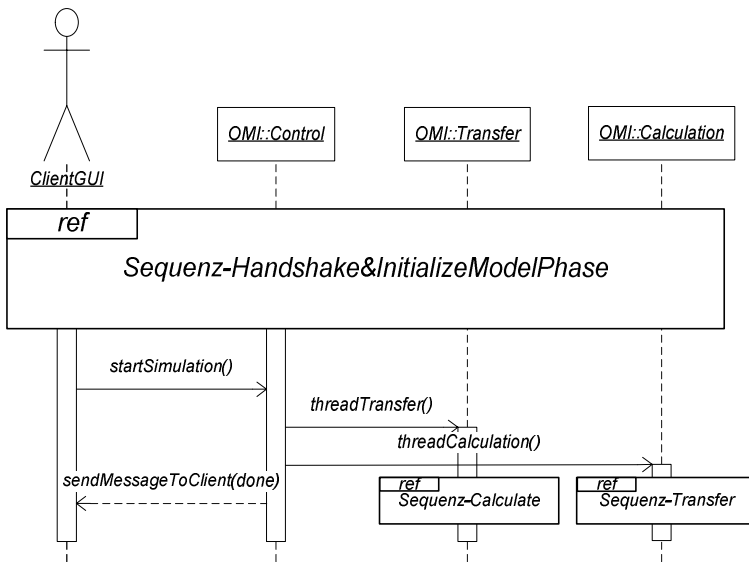 OMI::Control
OMI::Transfer
OMI::Calculation
ClientGUI
ref
Sequenz-Handshake&InitializeModelPhase
startSimulation()
threadTransfer()
threadCalculation()
sendMessageToClient(done)
ref
Sequenz-Calculate
ref
Sequenz-Transfer